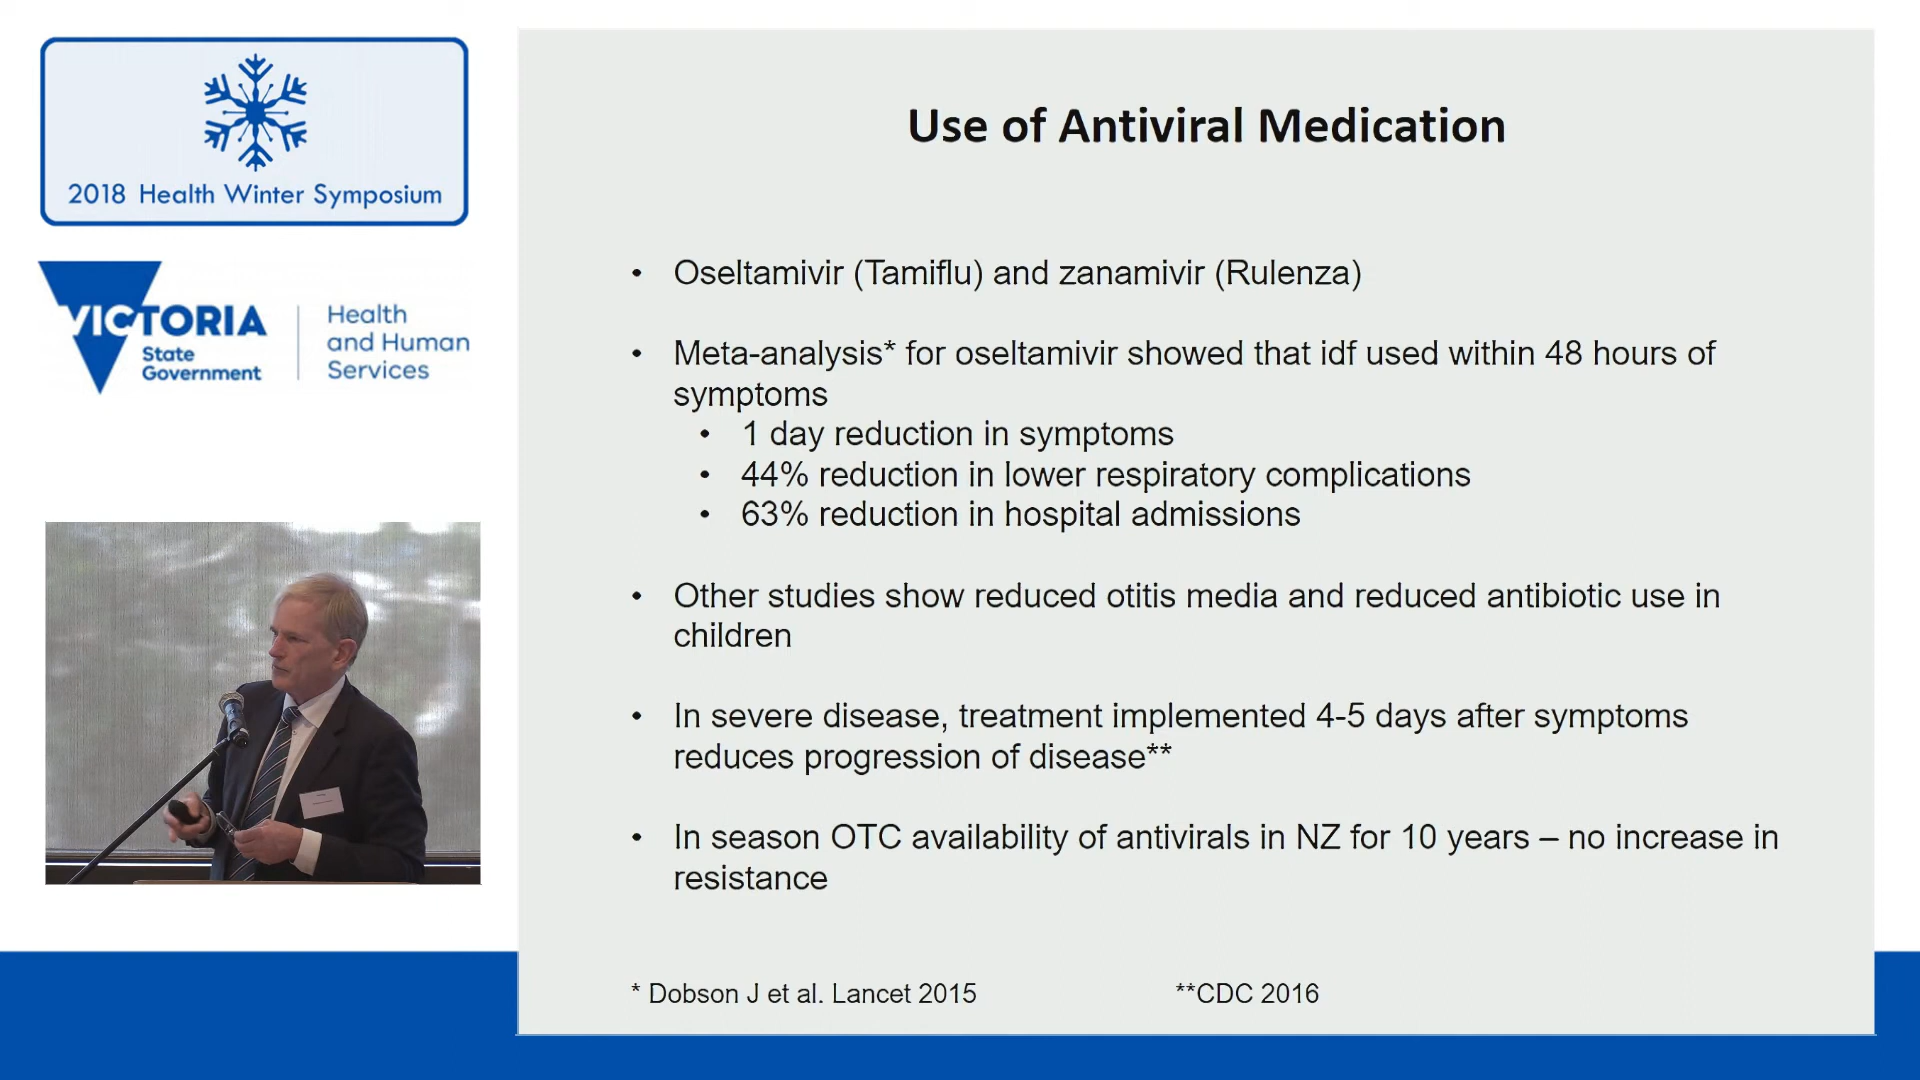 2018 Health Winter Symposium
VICTORIA
State
Government
Health
and Human
Services
Use of Antiviral Medication
• Oseltamivir (Tamiflu) and zanamivir (Rulenza)
• Meta-analysis* for oseltamivir showed that idf used within 48 hours of
symptoms
• 1 day reduction in symptoms
• 44% reduction in lower respiratory complications
• 63% reduction in hospital admissions
• Other studies show reduced otitis media and reduced antibiotic use in
children
• In severe disease, treatment implemented 4-5 days after symptoms
reduces progression of disease**
• In season OTC availability of antivirals in NZ for 10 years – no increase in
resistance
* Dobson J et al. Lancet 2015
**CDC 2016